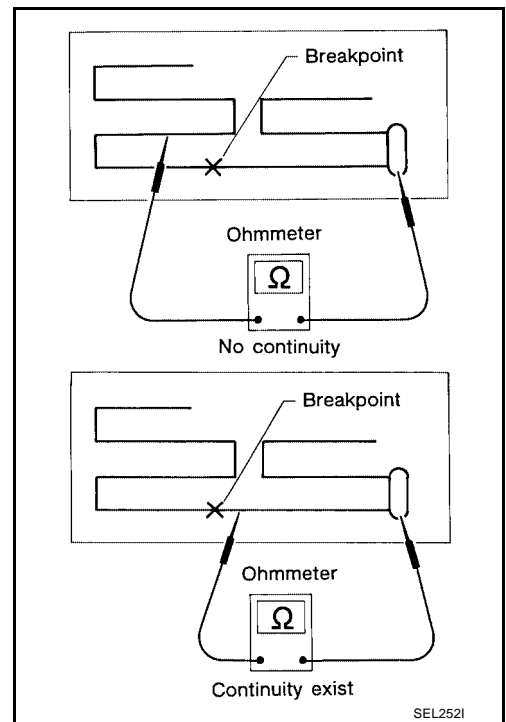 Breakpoint
Ohmmeter
Ω
No continuity
Breakpoint
Ohmmeter
Ω
Continuity exist
SEL252I